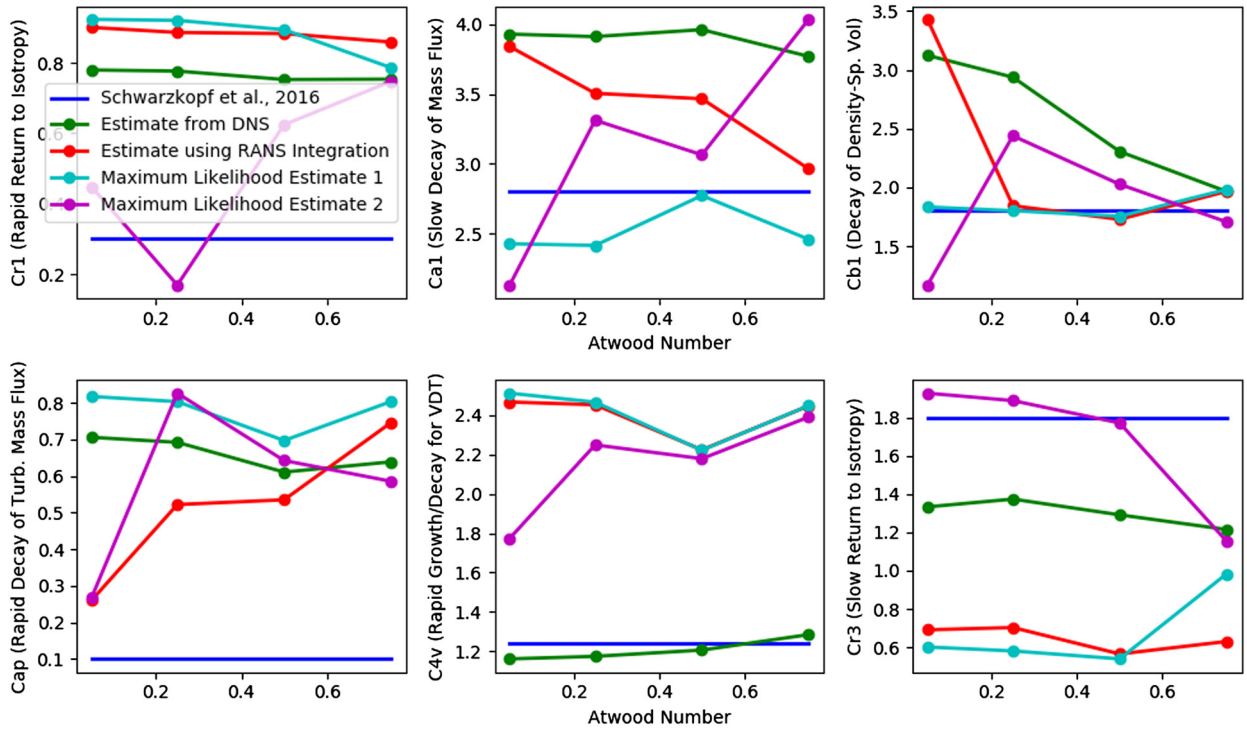 Cr1 (Rapid Return to Isotropy)
0.8
0.6
0.4
0.2
0.2 0.4 0.6
Schwarzkopf et al., 2016
Estimate from DNS
Estimate using RANS Integration
Maximum Likelihood Estimate 1
Maximum Likelihood Estimate 2
Ca1 (Slow Decay of Mass Flux)
4.0
3.5
3.0
2.5
0.2 0.4 0.6
Atwood Number
Cb1 (Decay of Density-Sp. Vol)
3.5
3.0
2.5
2.0
1.5
0.2 0.4 0.6
Cap (Rapid Decay of Turb. Mass Flux)
0.8
0.7
0.6
0.5
0.4
0.3
0.2
0.1
0.2 0.4 0.6
C4v (Rapid Growth/Decay for VDT)
2.4
2.2
2.0
1.8
1.6
1.4
1.2
0.2 0.4 0.6
Atwood Number
Cr3 (Slow Return to Isotropy)
1.8
1.6
1.4
1.2
1.0
0.8
0.6
0.2 0.4 0.6